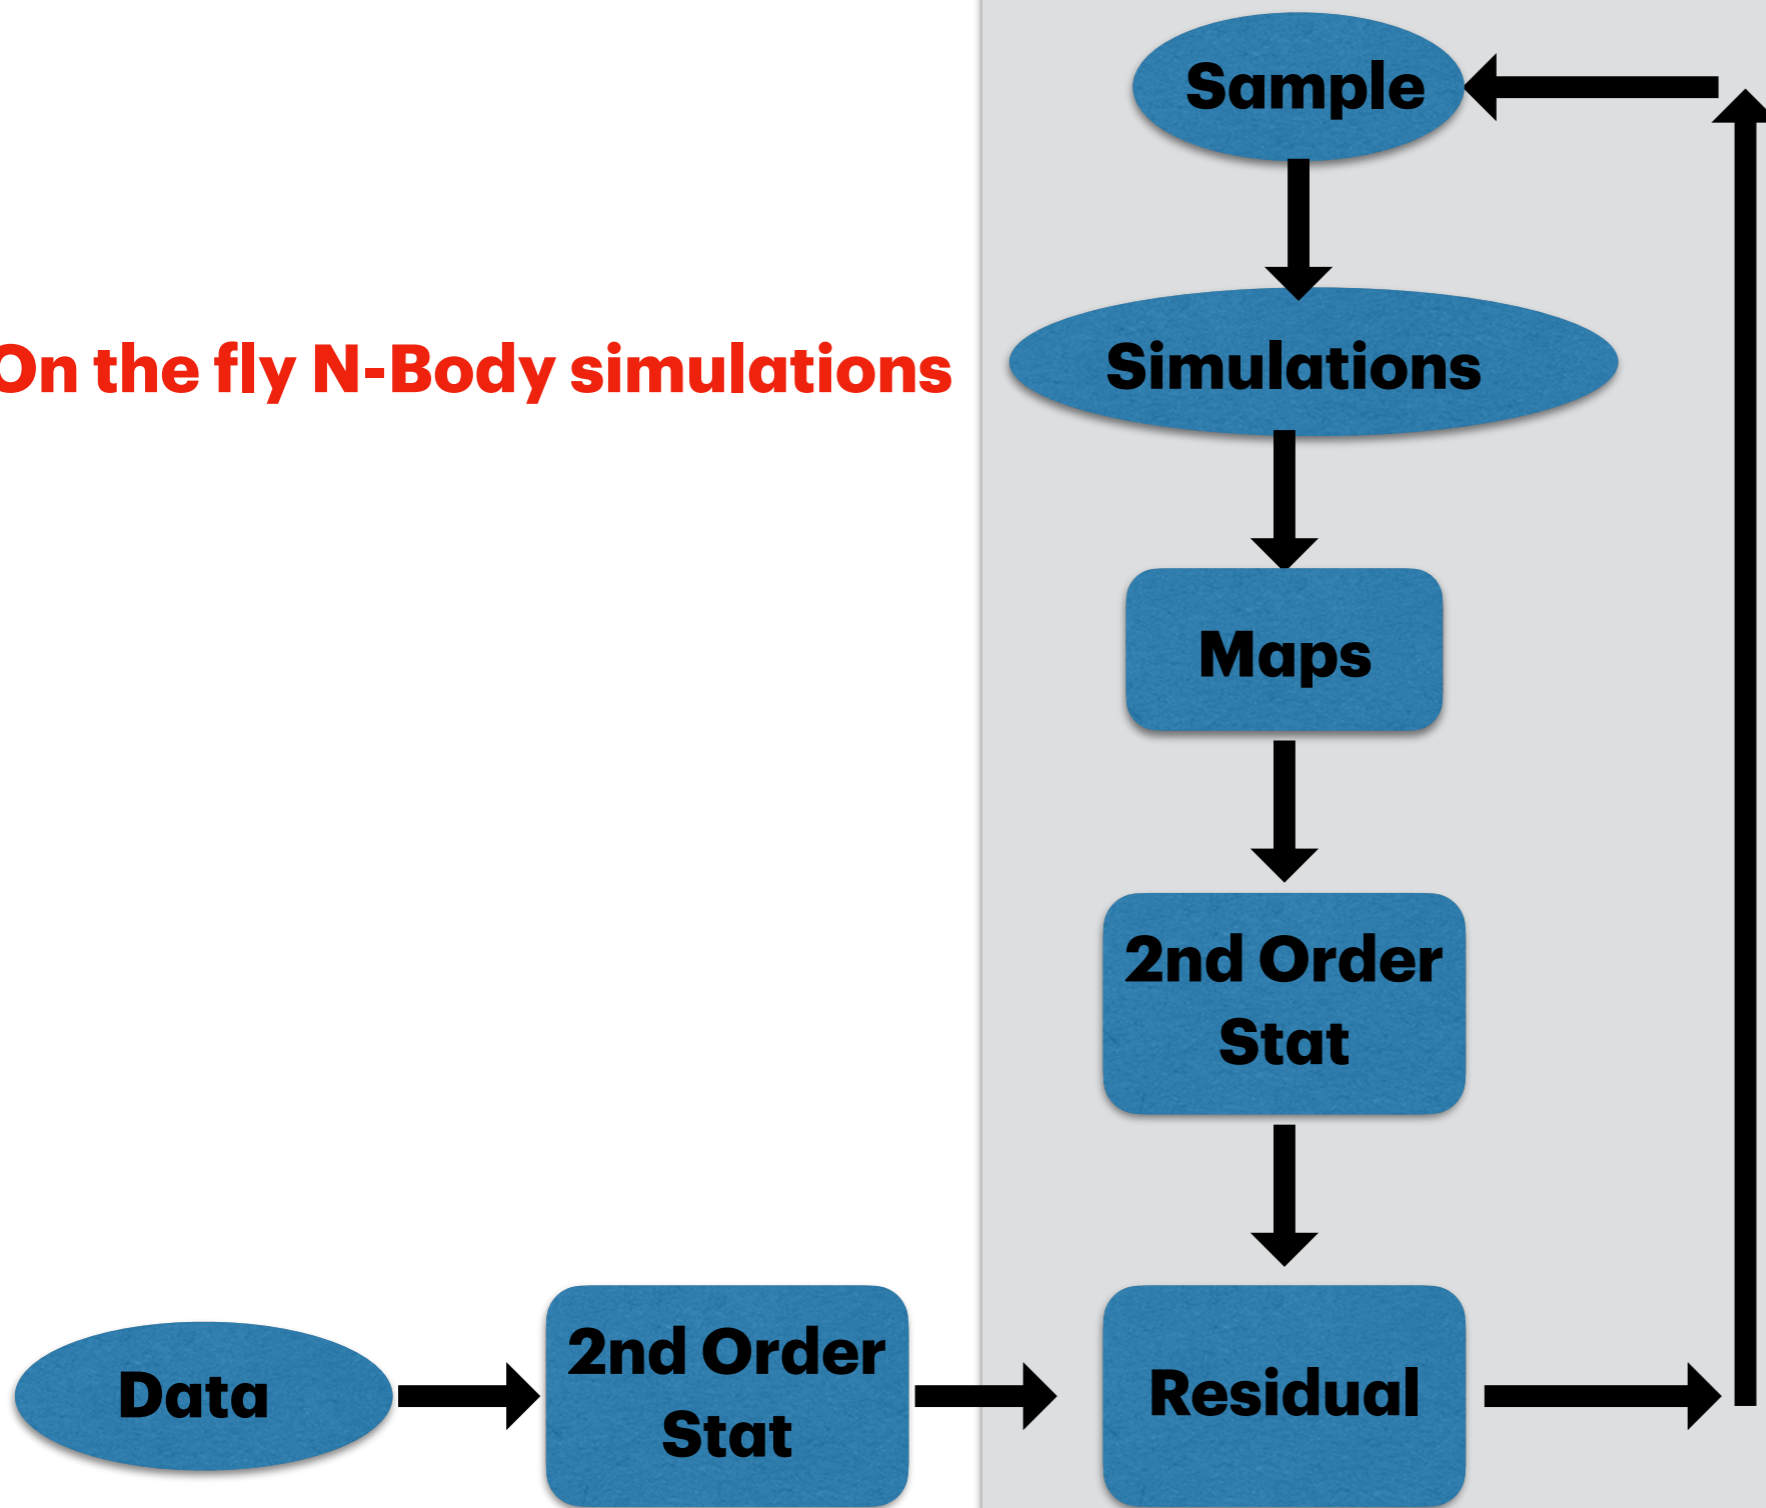 Sample
On the fly N-Body simulations
Simulations
Maps
2nd Order
Stat
Data
2nd Order
Stat
Residual